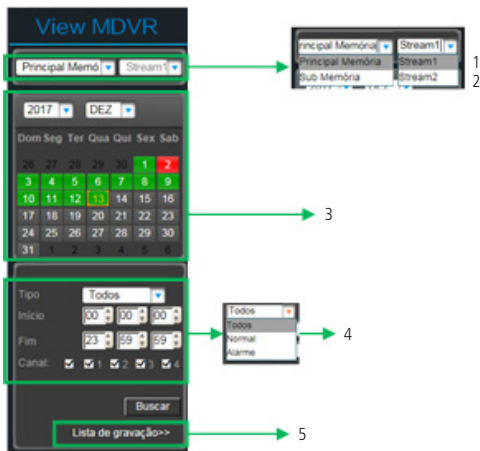 View MDVR
Principal Memó Stream1
rincipal Memória Stream1
Principal Memória Stream1 1
Sub Memória Stream2 2
2017 DEZ
Dom Seg Ter Qua Qui Sex Sab
26 27 28 29 30 1 2
3 4 5 6 7 8 9
10 11 12 13 14 15 16
17 18 19 20 21 22 23
24 25 26 27 28 29 30
31 1 2 3 4 5 6
3
Tipo Todos
Início 00 : 00 : 00
Fim 23 : 59 : 59
Canal: 1 2 3 4
Todos
Todos
Normal
Alarme
4
Buscar
Lista de gravação>> 5